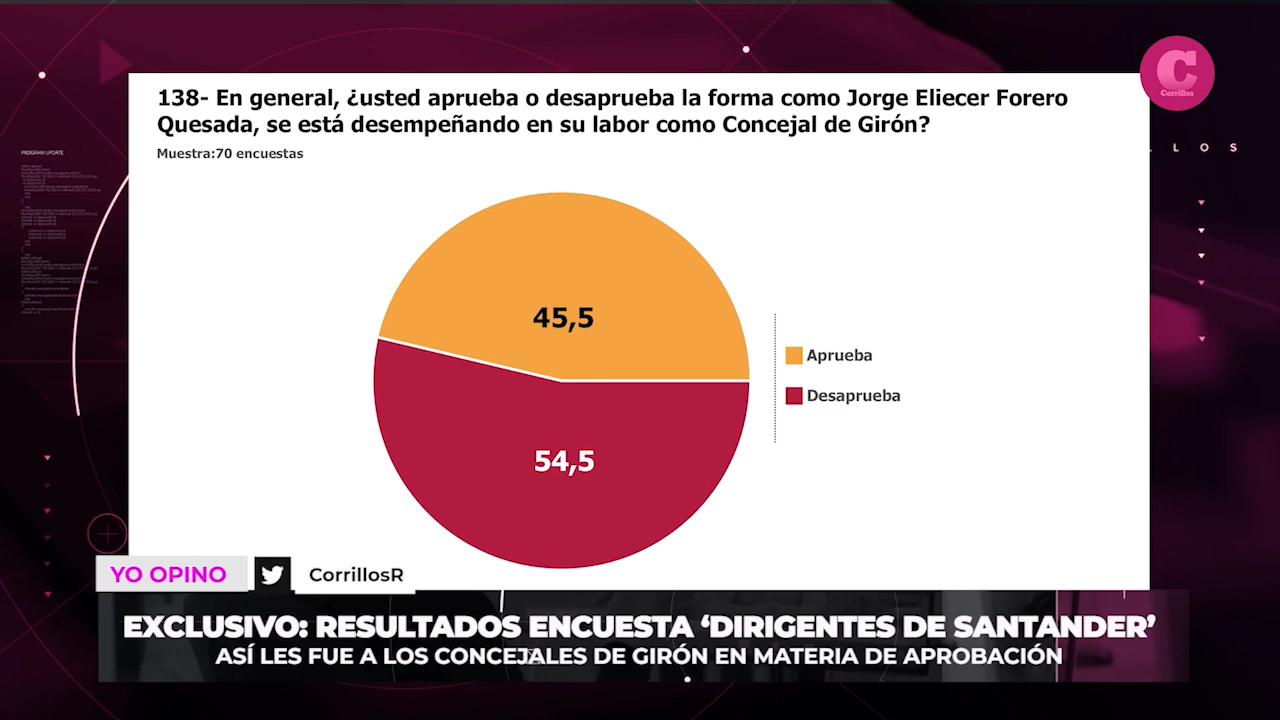 C
Corrillos
138- En general, ¿usted aprueba o desaprueba la forma como Jorge Eliecer Forero
Quesada, se está desempeñando en su labor como Concejal de Girón?
Muestra:70 encuestas
PROGRAM UPDATE
L L O S
45,5
54,5
Aprueba
Desaprueba
YO OPINO
CorrillosR
EXCLUSIVO: RESULTADOS ENCUESTA ‘DIRIGENTES DE SANTANDER’
ASÍ LES FUE A LOS CONCEJALES DE GIRÓN EN MATERIA DE APROBACIÓN